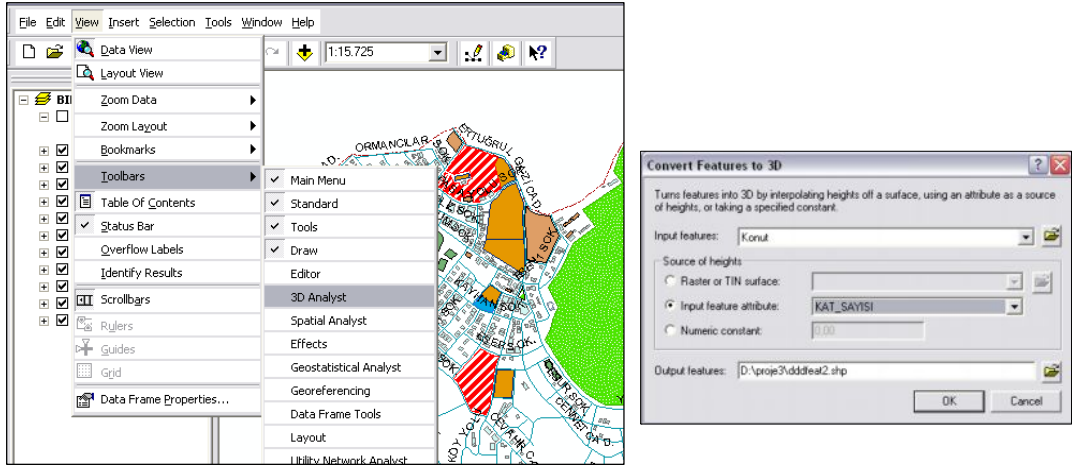 File Edit View Insert Selection Tools Window Help
1:15.725
Data View
Layout View
Zoom Data
Zoom Layout
Bookmarks
Toolbars
Table Of Contents
Status Bar
Overflow Labels
Identify Results
Scrollbars
Rulers
Guides
Grid
Data Frame Properties...
Main Menu
Standard
Tools
Draw
Editor
3D Analyst
Spatial Analyst
Effects
Geostatistical Analyst
Georeferencing
Data Frame Tools
Layout
Utility Network Analyst
ORMANCILAR
ERTUĞRUL GAZİ CAD.
Convert Features to 3D
Turns features into 3D by interpolating heights off a surface, using an attribute as a source
of heights, or taking a specified constant.
Input features: Konut
Source of heights
Raster or TIN surface:
Input feature attribute: KAT_SAYISI
Numeric constant: 0,00
Output features: D:\proje3\dddfeat2.shp
OK Cancel